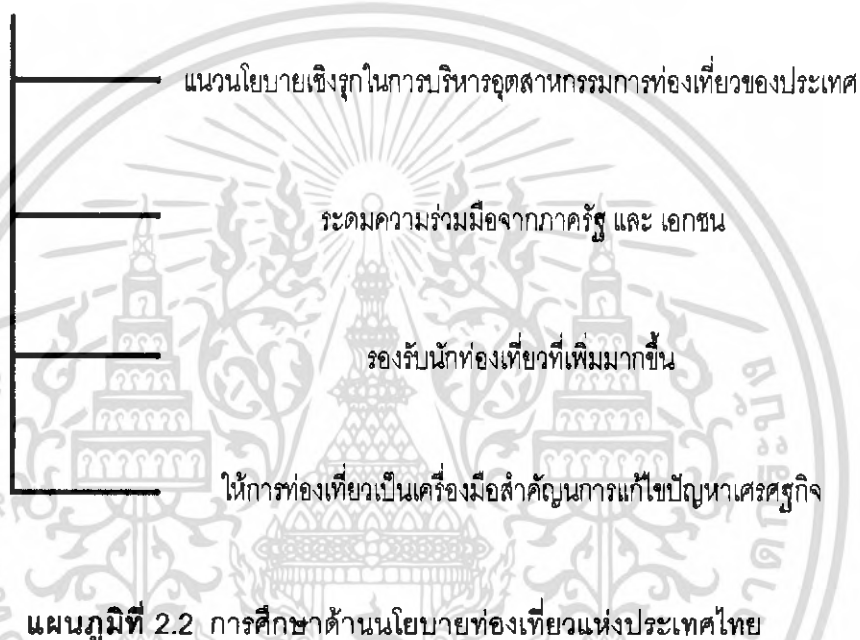 แนวนโยบายเชิงรุกในการบริหารอุตสาหกรรมการท่องเที่ยวของประเทศ
ระดมความร่วมมือจากภาครัฐ และ เอกชน
รองรับนักท่องเที่ยวที่เพิ่มมากขึ้น
ให้การท่องเที่ยวเป็นเครื่องมือสำคัญนการแก้ไขปัญหาเศรศฐกิจ
แผนภูมิที่ 2.2 การศึกษาด้านนโยบายท่องเที่ยวแห่งประเทศไทย